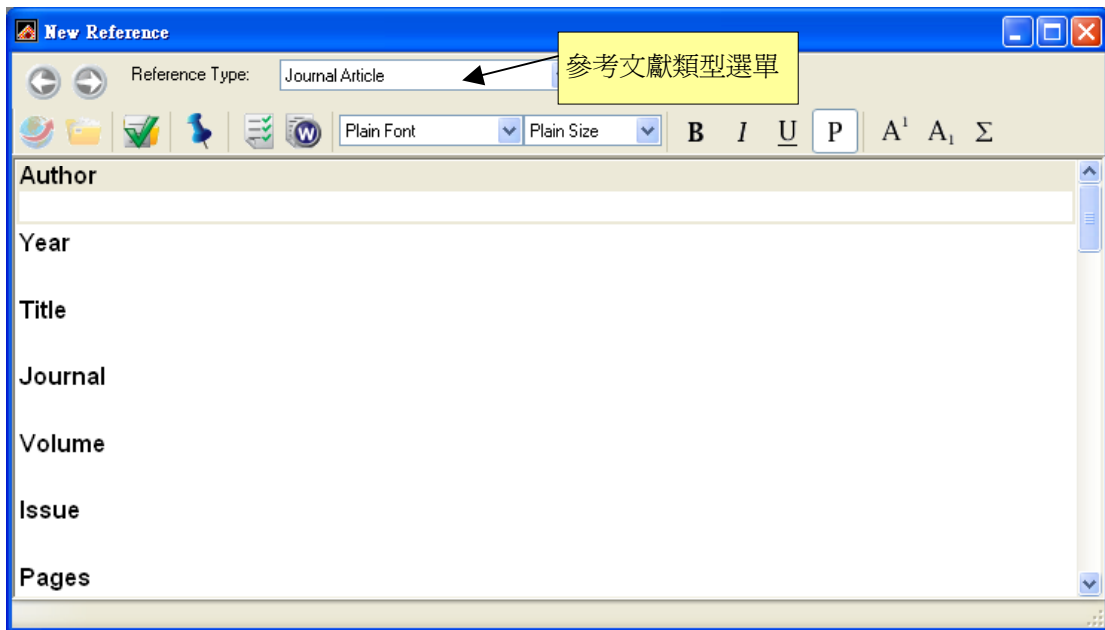 New Reference
參考文獻類型選單
Reference Type: Journal Article
Plain Font Plain Size B I U P A¹ A₁ Σ
Author
Year
Title
Journal
Volume
Issue
Pages